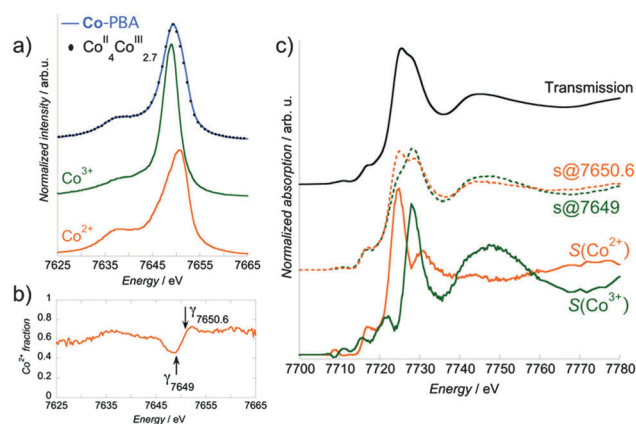 a)
Co-PBA
Co^II_4Co^III_2.7
Normalized intensity / arb.u.
Co3+
Co2+
7625 7635 7645 7655 7665
Energy / eV
b)
Co2+ fraction
1
0.8
0.6
0.4
0.2
0
γ7650.6
γ7649
7625 7635 7645 7655 7665
Energy / eV
c)
Normalized absorption / arb. u.
Transmission
s@7650.6
s@7649
S(Co2+)
S(Co3+)
7700 7710 7720 7730 7740 7750 7760 7770 7780
Energy / eV